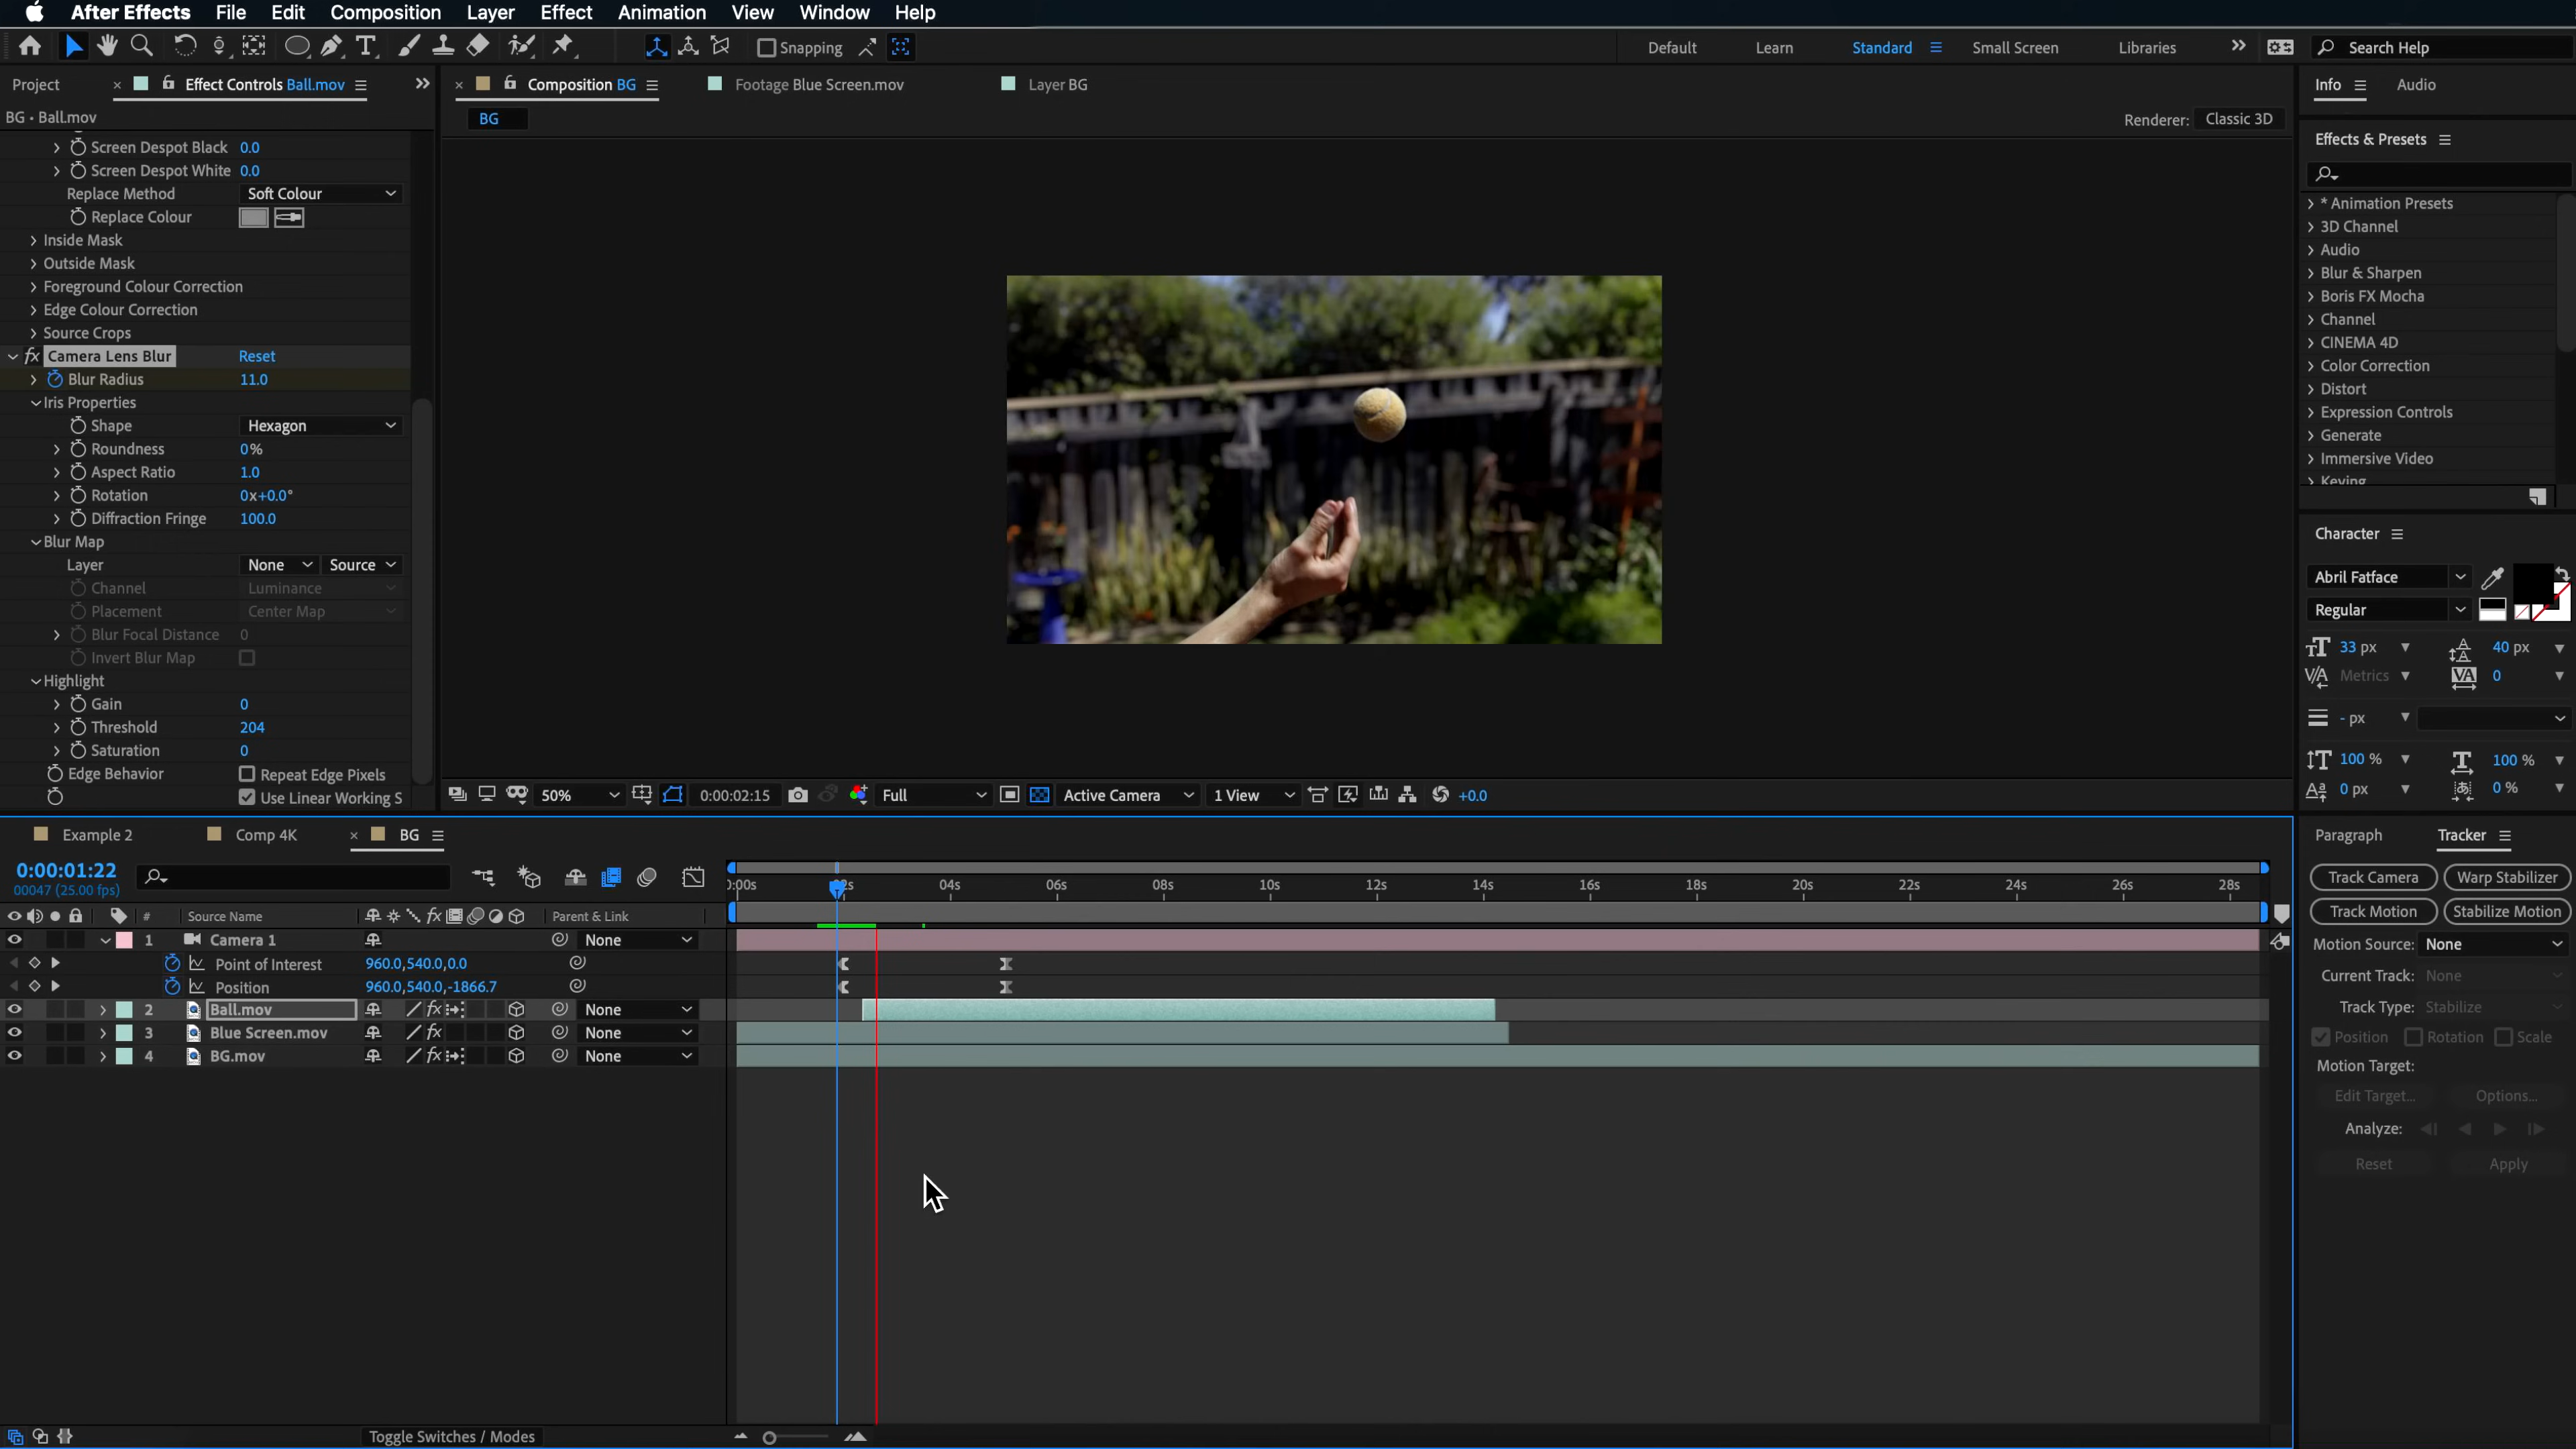 After Effects File Edit Composition Layer Effect Animation View Window Help
Snapping Default Learn Standard Small Screen Libraries Search Help
Project Effect Controls Ball.mov Composition BG Footage Blue Screen.mov Layer BG Info Audio
BG • Ball.mov BG Renderer: Classic 3D
Screen Despot Black 0.0
Screen Despot White 0.0
Replace Method Soft Colour
Replace Colour
Inside Mask
Outside Mask
Foreground Colour Correction
Edge Colour Correction
Source Crops
fx Camera Lens Blur Reset
Blur Radius 11.0
Iris Properties
Shape Hexagon
Roundness 0%
Aspect Ratio 1.0
Rotation 0x+0.0°
Diffraction Fringe 100.0
Blur Map
Layer None Source
Channel Luminance
Placement Center Map
Blur Focal Distance 0
Invert Blur Map
Highlight
Gain 0
Threshold 204
Saturation 0
Edge Behavior Repeat Edge Pixels
Use Linear Working S
50% 0:00:02:15 Full Active Camera 1 View +0.0
Effects & Presets
* Animation Presets
3D Channel
Audio
Blur & Sharpen
Boris FX Mocha
Channel
CINEMA 4D
Color Correction
Distort
Expression Controls
Generate
Immersive Video
Keying
Character
Abril Fatface
Regular
33 px 40 px
Metrics 0
- px
100 % 100 %
0 px 0 %
Example 2 Comp 4K BG
0:00:01:22
00047 (25.00 fps)
0:00s 02s 04s 06s 08s 10s 12s 14s 16s 18s 20s 22s 24s 26s 28s
# Source Name fx Parent & Link
1 Camera 1 None
Point of Interest 960.0,540.0,0.0
Position 960.0,540.0,-1866.7
2 Ball.mov fx None
3 Blue Screen.mov fx None
4 BG.mov fx None
Toggle Switches / Modes
Paragraph Tracker
Track Camera Warp Stabilizer
Track Motion Stabilize Motion
Motion Source: None
Current Track: None
Track Type: Stabilize
Position Rotation Scale
Motion Target:
Edit Target... Options...
Analyze:
Reset Apply